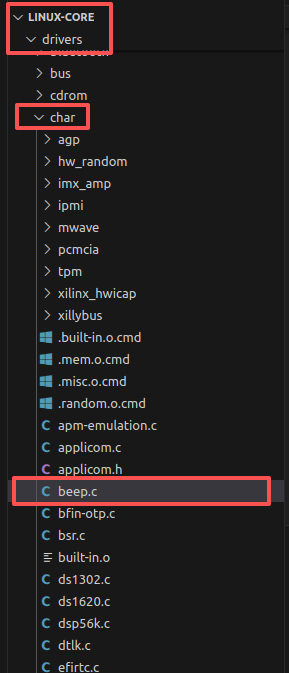 LINUX-CORE
drivers
bluetooth
bus
cdrom
char
agp
hw_random
imx_amp
ipmi
mwave
pcmcia
tpm
xilinx_hwicap
xillybus
.built-in.o.cmd
.mem.o.cmd
.misc.o.cmd
.random.o.cmd
C apm-emulation.c
C applicom.c
C applicom.h
C beep.c
C bfin-otp.c
C bsr.c
built-in.o
C ds1302.c
C ds1620.c
C dsp56k.c
C dtlk.c
C efirtc.c